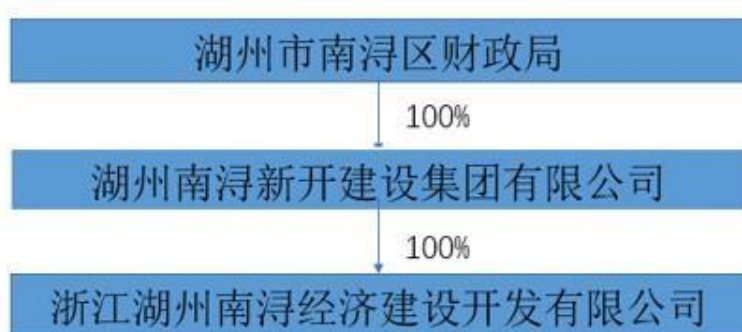 湖州市南浔区财政局
100%
湖州南浔新开建设集团有限公司
100%
浙江湖州南浔经济建设开发有限公司